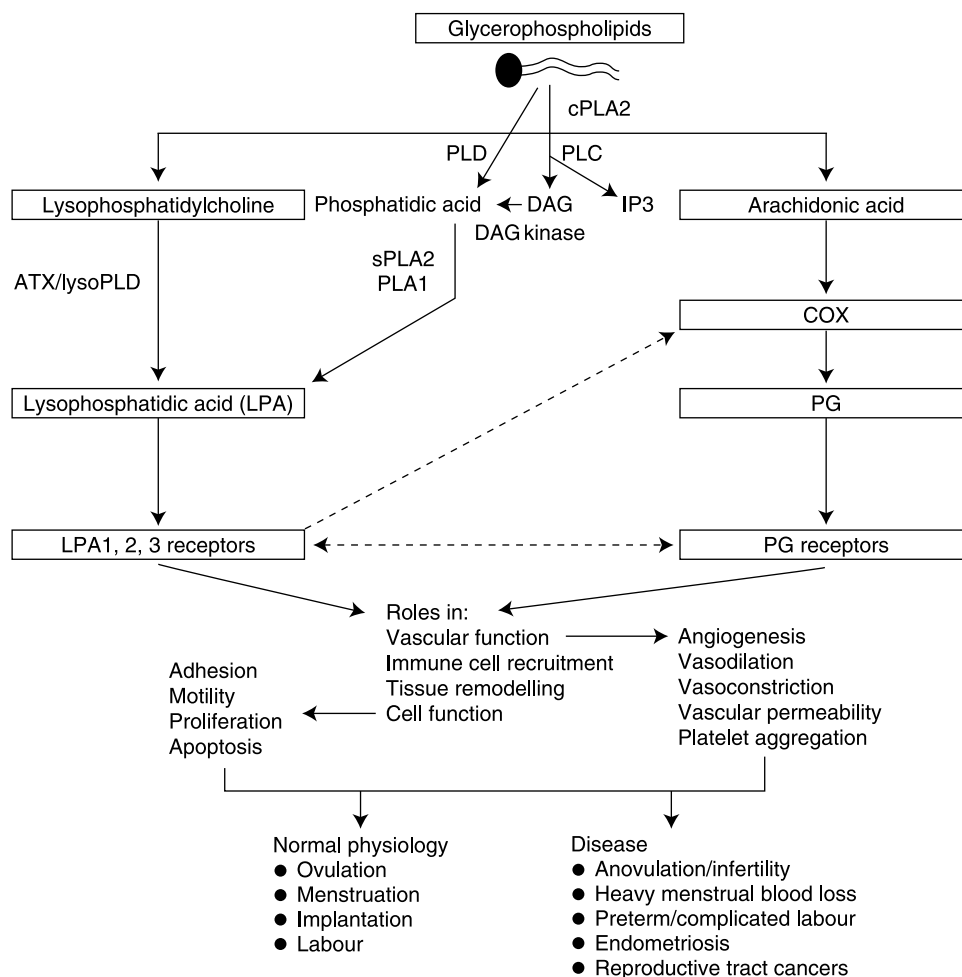 Glycerophospholipids
cPLA2
PLD
PLC
Lysophosphatidylcholine
Phosphatidic acid
DAG
IP3
Arachidonic acid
DAG kinase
ATX/lysoPLD
sPLA2
PLA1
COX
Lysophosphatidic acid (LPA)
PG
LPA1, 2, 3 receptors
PG receptors
Roles in:
Vascular function
Immune cell recruitment
Tissue remodelling
Cell function
Angiogenesis
Vasodilation
Vasoconstriction
Vascular permeability
Platelet aggregation
Adhesion
Motility
Proliferation
Apoptosis
Normal physiology
● Ovulation
● Menstruation
● Implantation
● Labour
Disease
● Anovulation/infertility
● Heavy menstrual blood loss
● Preterm/complicated labour
● Endometriosis
● Reproductive tract cancers